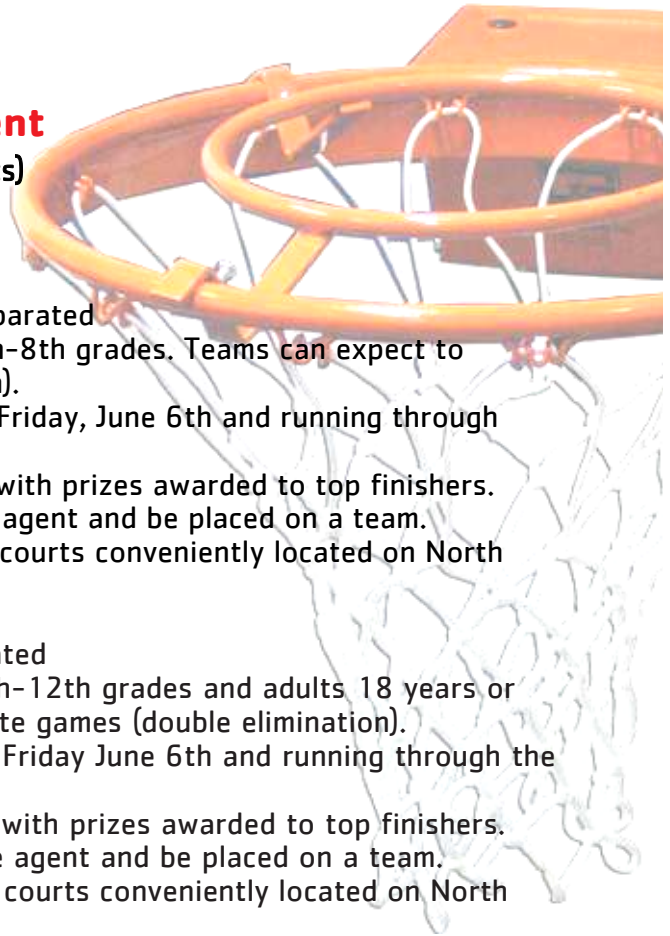 ent
s)
parated
h-8th grades. Teams can expect to
n).
Friday, June 6th and running through
with prizes awarded to top finishers.
agent and be placed on a team.
courts conveniently located on North
ated
h-12th grades and adults 18 years or
te games (double elimination).
Friday June 6th and running through the
with prizes awarded to top finishers.
e agent and be placed on a team.
courts conveniently located on North